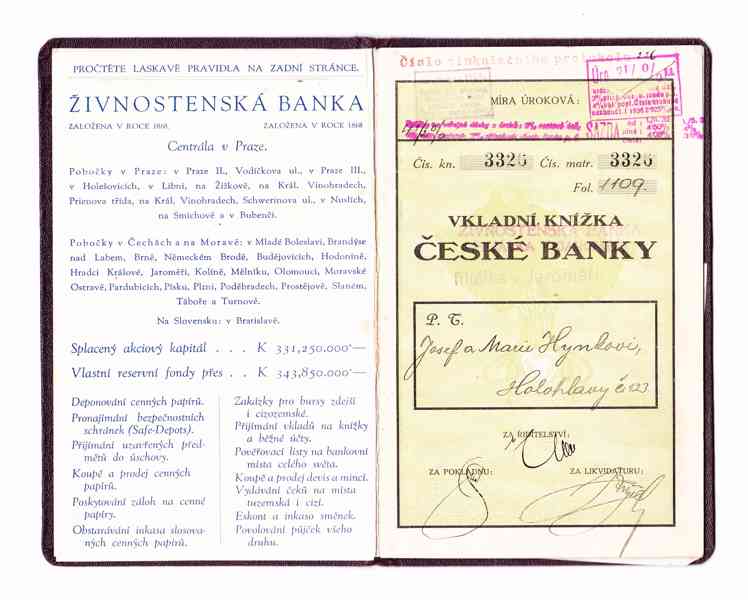 PROČTĚTE LASKAVĚ PRAVIDLA NA ZADNÍ STRÁNCE.
ŽIVNOSTENSKÁ BANKA
ZALOŽENA V ROCE 1868. ZALOŽENA V ROCE 1868
Centrála v Praze.
Pobočky v Praze: v Praze II., Vodičkova ul., v Praze III.,
v Holešovicích, v Libni, na Žižkově, na Král. Vinohradech,
Přemyslova třída, na Král. Vinohradech, Schwerinova ul., v Nuslích,
na Smíchově a v Bubenči.
Pobočky v Čechách a na Moravě: v Mladé Boleslavi, Brandýse
nad Labem, Brně, Německém Brodě, Budějovicích, Hodoníně,
Hradci Králové, Jaroměři, Kolíně, Mělníku, Olomouci, Moravské
Ostravě, Pardubicích, Písku, Plzni, Poděbradech, Prostějově, Slaném,
Táboře a Turnově.
Na Slovensku: v Bratislavě.
Splacený akciový kapitál . . . K 331,250.000·—
Vlastní reservní fondy přes . . K 343,850.000·—
Deponování cenných papírů.
Pronajímání bezpečnostních
schránek (Safe-Depots).
Přijímání uzavřených před-
mětů do úschovy.
Koupě a prodej cenných
papírů.
Poskytování záloh na cenné
papíry.
Obstarávání inkasa slosova-
ných cenných papírů.
Zakázky pro bursy zdejší
i cizozemské.
Přijímání vkladů na knížky
a běžné účty.
Pověřovací listy na bankovní
místa celého světa.
Koupě a prodej devis a mincí.
Vydávání čeků na místa
tuzemská i cizí.
Eskont a inkaso směnek.
Povolování půjček všeho
druhu.
Číslo
MÍRA ÚROKOVÁ:
SAZBA
Čís. kn. 3326 Čís. matr. 3326
Fol. 1109.
VKLADNÍ KNÍŽKA
ŽIVNOSTENSKÁ BANKA
ČESKÉ BANKY
P. T.
Josef a Marie Hynkovi,
Holohlavy č. 123
ZA ŘEDITELSTVÍ:
ZA POKLADNU: ZA LIKVIDATURU: